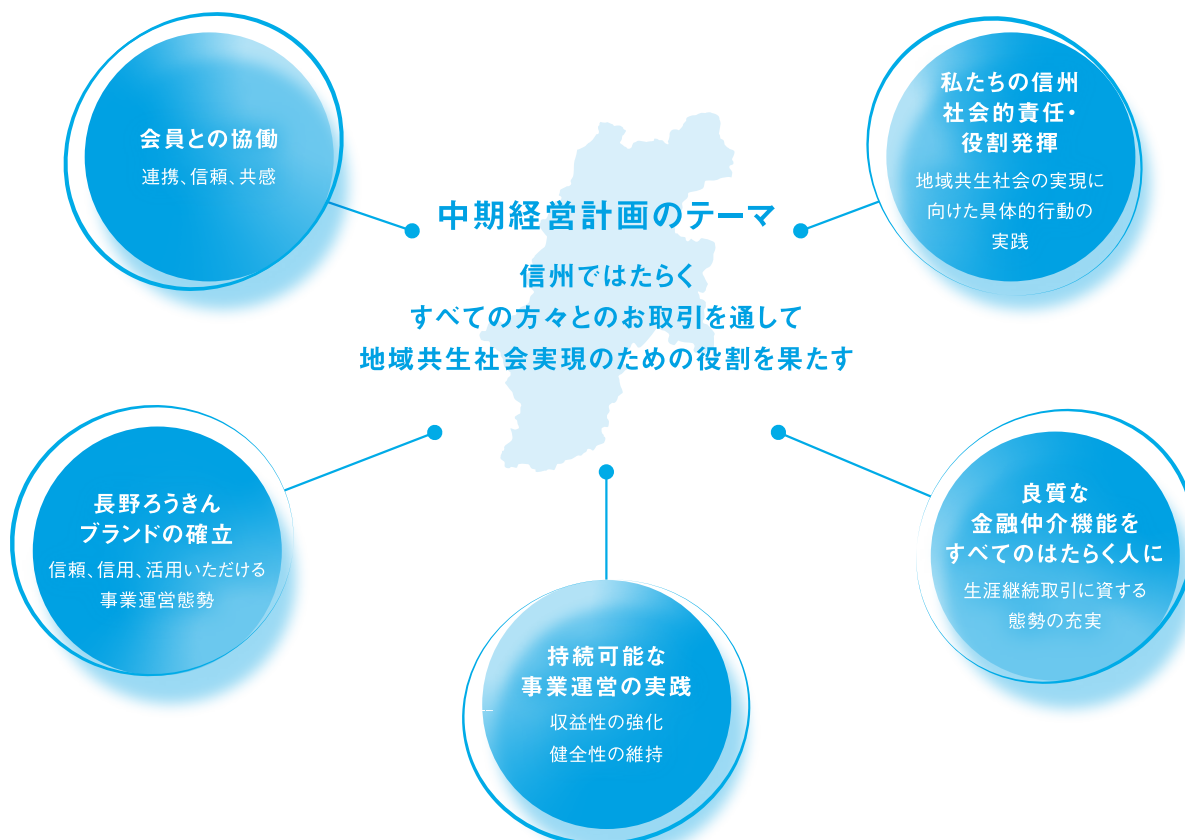 会員との協働
連携、信頼、共感
私たちの信州
社会的責任・
役割発揮
地域共生社会の実現に
向けた具体的行動の
実践
中期経営計画のテーマ
信州ではたらく
すべての方々とのお取引を通して
地域共生社会実現のための役割を果たす
長野ろうきん
ブランドの確立
信頼、信用、活用いただける
事業運営態勢
良質な
金融仲介機能を
すべてのはたらく人に
生涯継続取引に資する
態勢の充実
持続可能な
事業運営の実践
収益性の強化
健全性の維持